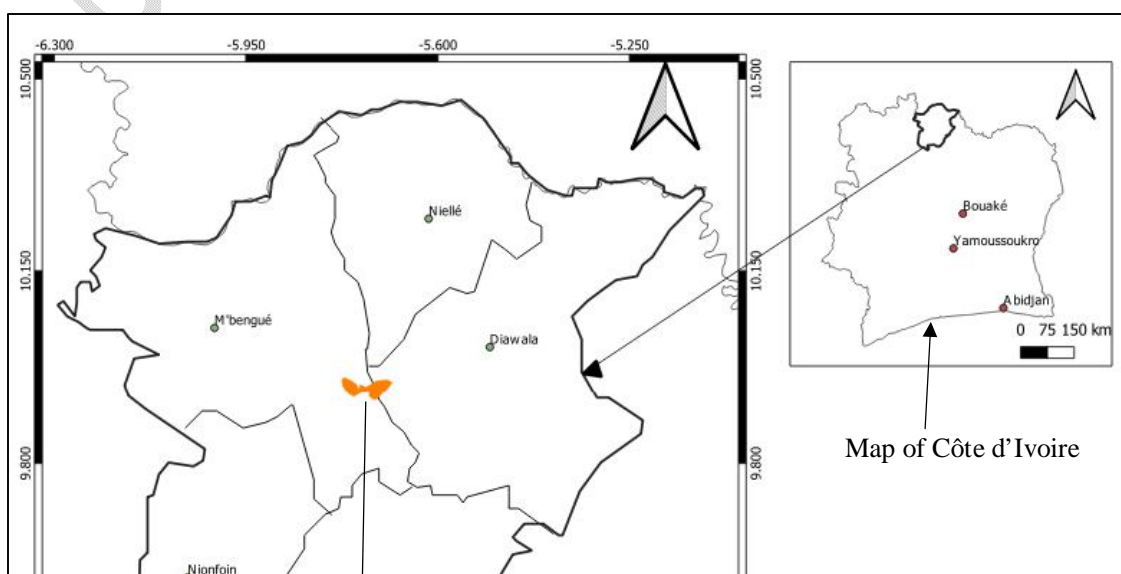 -6.300 -5.950 -5.600 -5.250
10.500
10.150
9.800
10.500
10.150
9.800
Niellé
M'bengué
Diawala
Nionfoin
Bouaké
Yamoussoukro
Abidjan
0 75 150 km
Map of Côte d'Ivoire